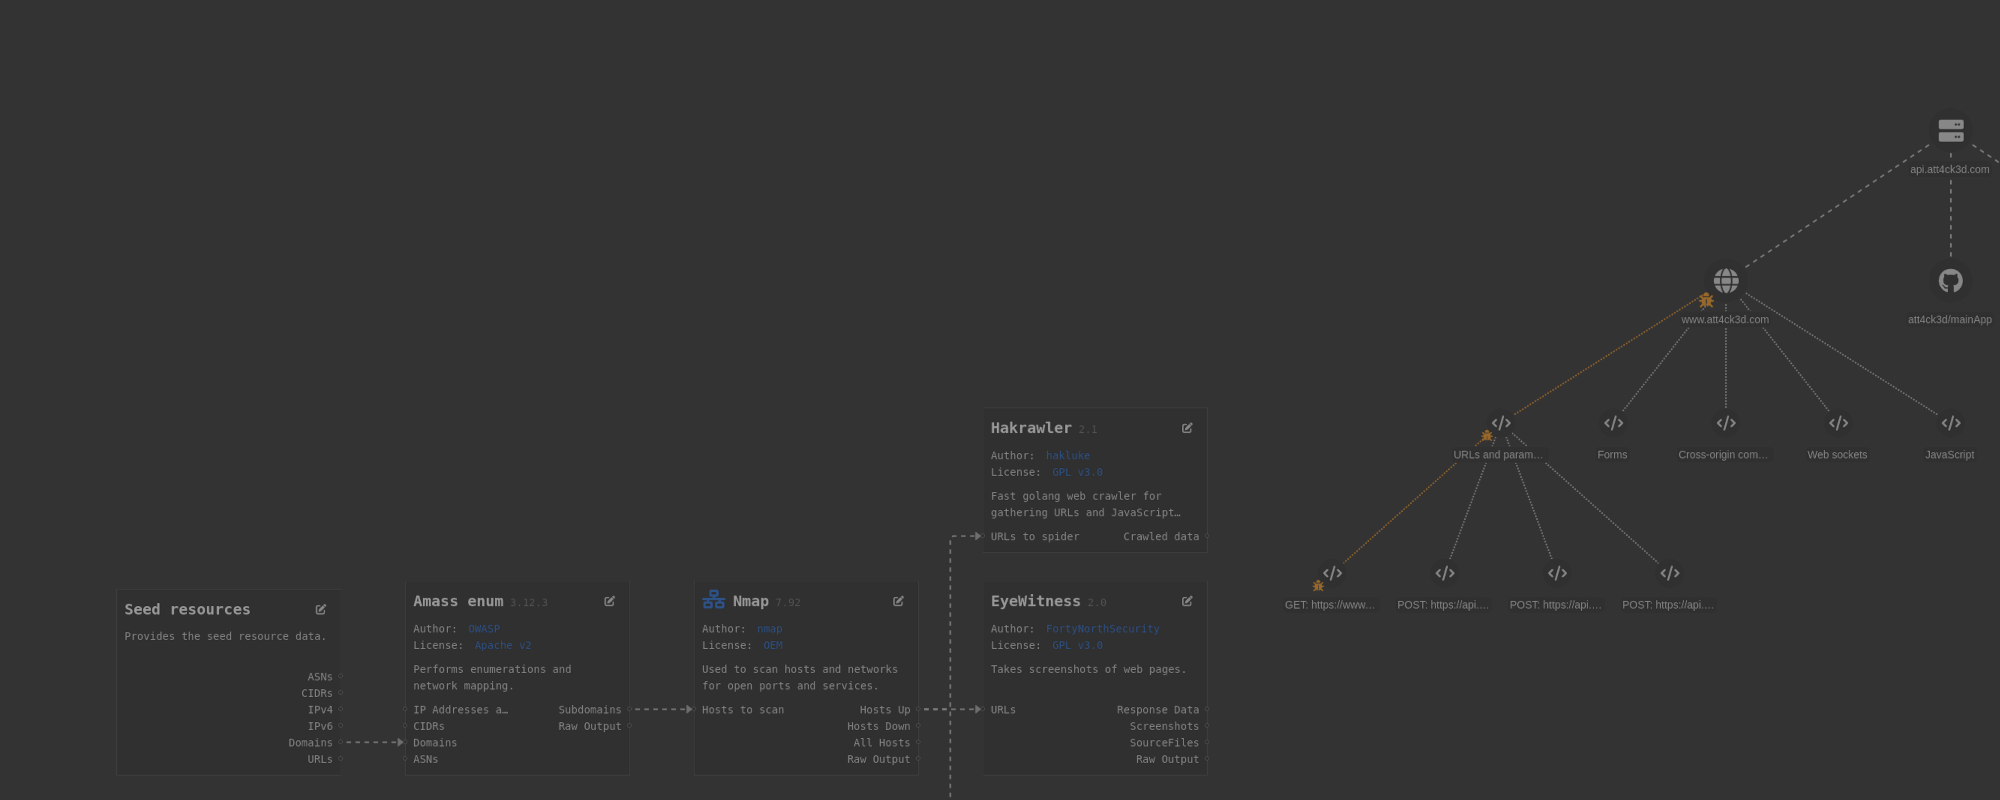 api.att4ck3d.com
www.att4ck3d.com
att4ck3d/mainApp
URLs and param…
Forms
Cross-origin com…
Web sockets
JavaScript
GET: https://www…
POST: https://api.…
POST: https://api.…
POST: https://api.…
Hakrawler 2.1
Author: hakluke
License: GPL v3.0
Fast golang web crawler for
gathering URLs and JavaScript…
URLs to spider Crawled data
Seed resources
Provides the seed resource data.
ASNs
CIDRs
IPv4
IPv6
Domains
URLs
Amass enum 3.12.3
Author: OWASP
License: Apache v2
Performs enumerations and
network mapping.
IP Addresses a… Subdomains
CIDRs Raw Output
Domains
ASNs
Nmap 7.92
Author: nmap
License: OEM
Used to scan hosts and networks
for open ports and services.
Hosts to scan Hosts Up
Hosts Down
All Hosts
Raw Output
EyeWitness 2.0
Author: FortyNorthSecurity
License: GPL v3.0
Takes screenshots of web pages.
URLs Response Data
Screenshots
SourceFiles
Raw Output